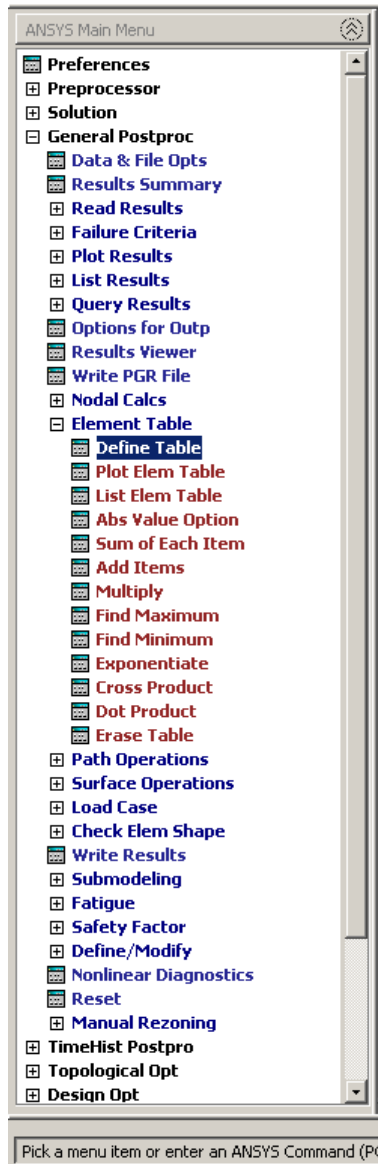 ANSYS Main Menu
Preferences
Preprocessor
Solution
General Postproc
Data & File Opts
Results Summary
Read Results
Failure Criteria
Plot Results
List Results
Query Results
Options for Outp
Results Viewer
Write PGR File
Nodal Calcs
Element Table
Define Table
Plot Elem Table
List Elem Table
Abs Value Option
Sum of Each Item
Add Items
Multiply
Find Maximum
Find Minimum
Exponentiate
Cross Product
Dot Product
Erase Table
Path Operations
Surface Operations
Load Case
Check Elem Shape
Write Results
Submodeling
Fatigue
Safety Factor
Define/Modify
Nonlinear Diagnostics
Reset
Manual Rezoning
TimeHist Postpro
Topological Opt
Design Opt
Pick a menu item or enter an ANSYS Command (PO